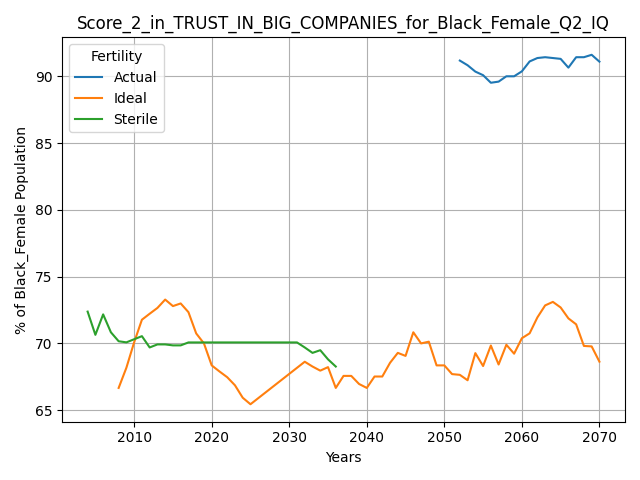 Score_2_in_TRUST_IN_BIG_COMPANIES_for_Black_Female_Q2_IQ
Fertility
Actual
Ideal
Sterile
% of Black_Female Population
90
85
80
75
70
65
2010
2020
2030
2040
2050
2060
2070
Years